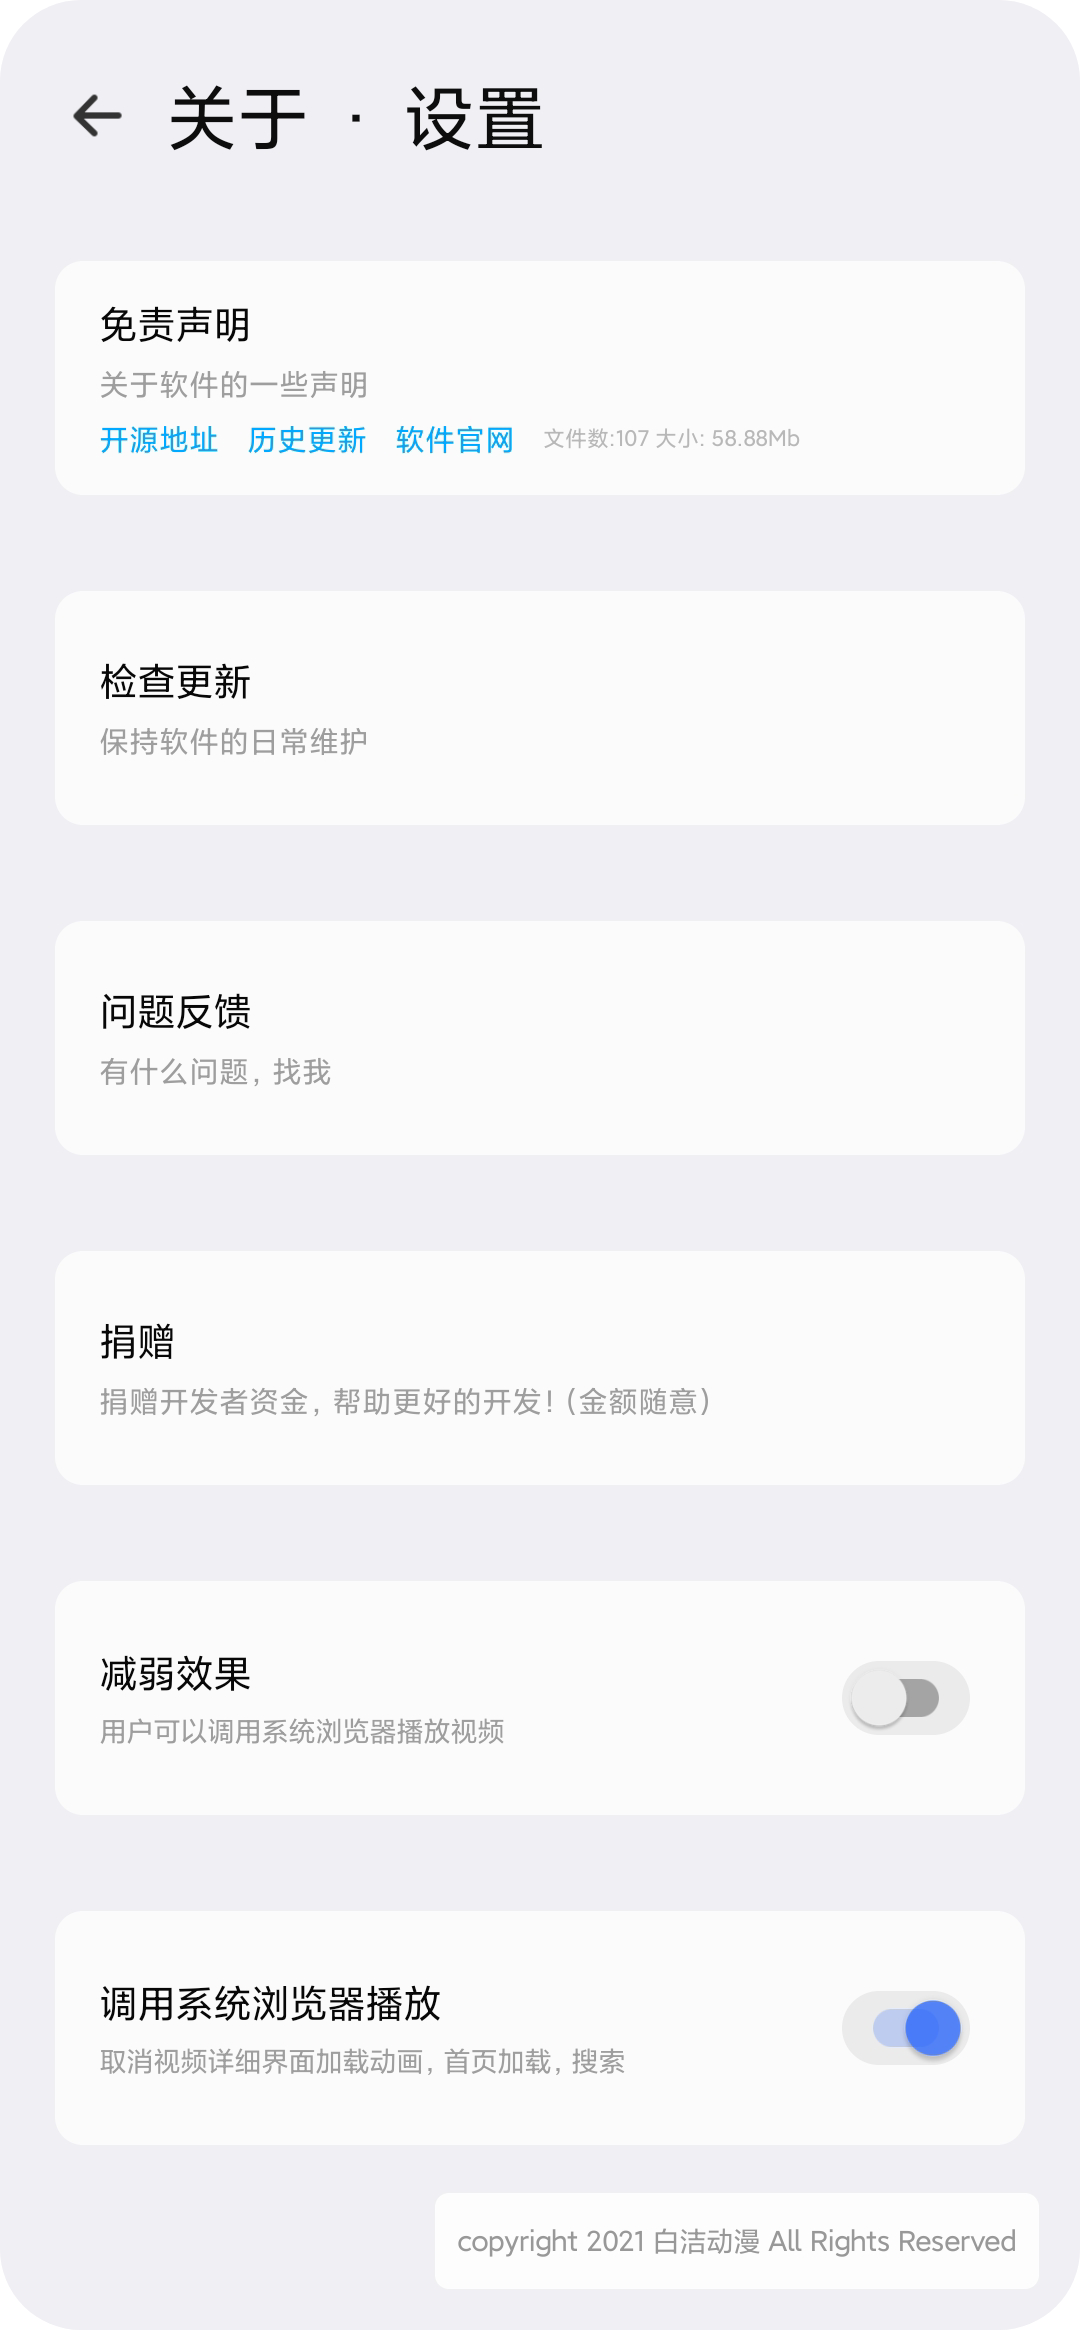 关于 · 设置
免责声明
关于软件的一些声明
开源地址 历史更新 软件官网 文件数:107 大小: 58.88Mb
检查更新
保持软件的日常维护
问题反馈
有什么问题, 找我
捐赠
捐赠开发者资金, 帮助更好的开发! (金额随意)
减弱效果
用户可以调用系统浏览器播放视频
调用系统浏览器播放
取消视频详细界面加载动画, 首页加载, 搜索
copyright 2021 白洁动漫 All Rights Reserved